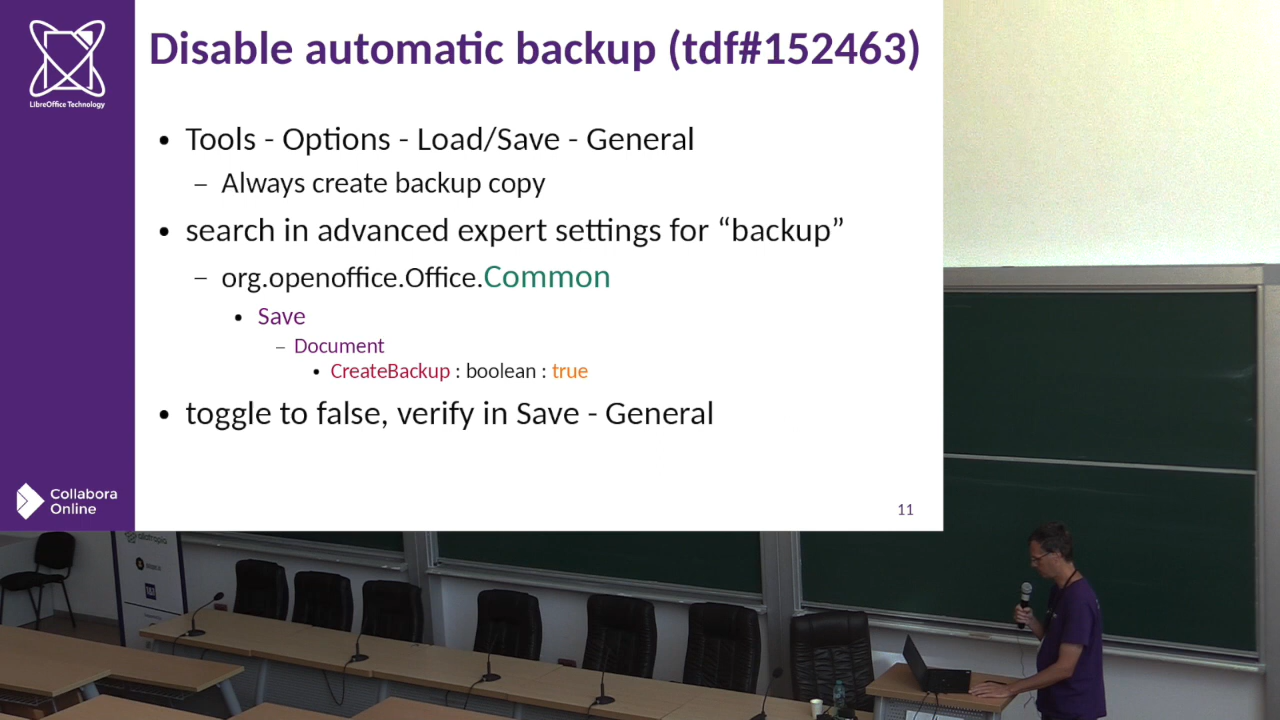 LibreOffice Technology
Disable automatic backup (tdf#152463)
• Tools - Options - Load/Save - General
– Always create backup copy
• search in advanced expert settings for “backup”
– org.openoffice.Office.Common
• Save
– Document
• CreateBackup : boolean : true
• toggle to false, verify in Save - General
Collabora
Online
11
allotropia